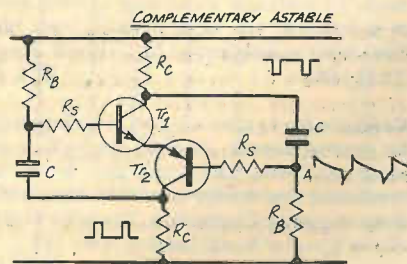 COMPLEMENTARY ASTABLE
R_C
R_B
R_S
Tr_1
C
Tr_2
R_S
C
A
R_B
R_C